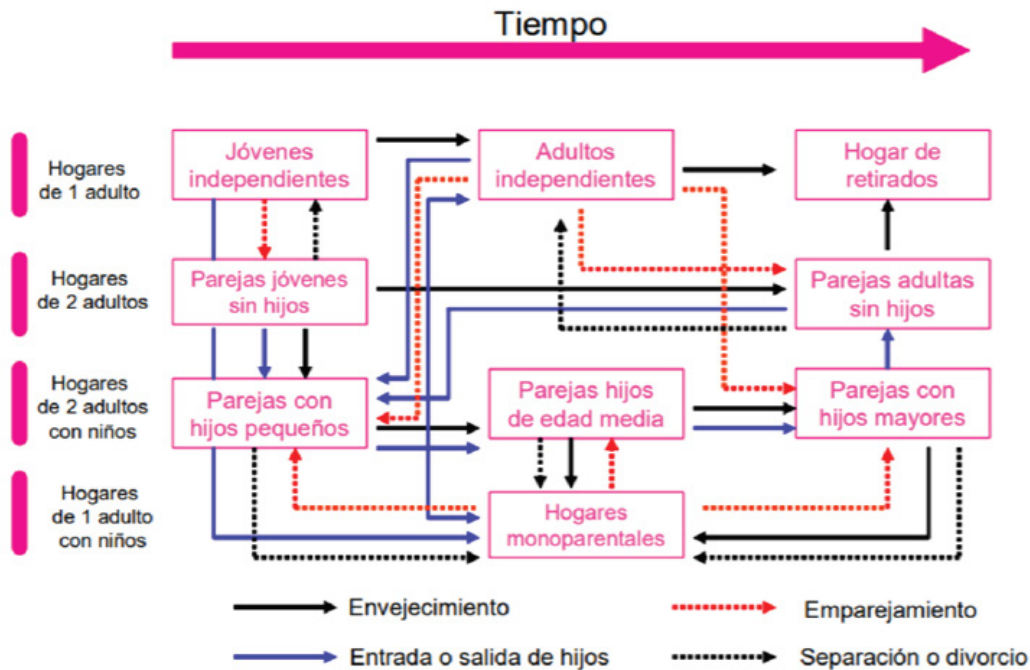 Tiempo
Hogares
de 1 adulto
Jóvenes
independientes
Adultos
independientes
Hogar de
retirados
Hogares
de 2 adultos
Parejas jóvenes
sin hijos
Parejas adultas
sin hijos
Hogares
de 2 adultos
con niños
Parejas con
hijos pequeños
Parejas hijos
de edad media
Parejas con
hijos mayores
Hogares
de 1 adulto
con niños
Hogares
monoparentales
Envejecimiento
Emparejamiento
Entrada o salida de hijos
Separación o divorcio